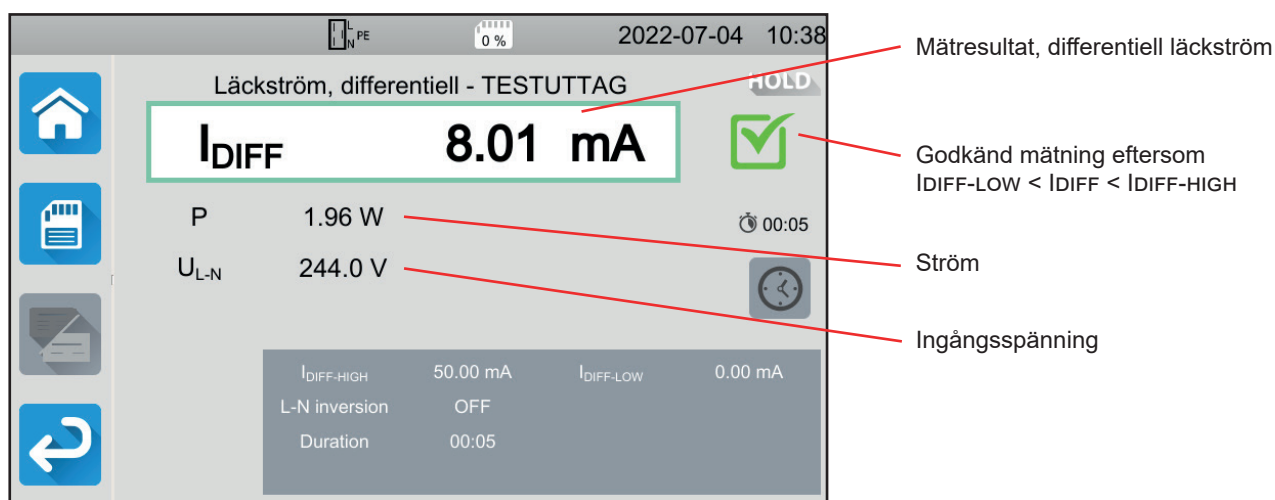 L
N PE
0 %
2022-07-04 10:38
Läckström, differentiell - TESTUTTAG
HOLD
IDIFF 8.01 mA
P 1.96 W
00:05
UL-N 244.0 V
IDIFF-HIGH 50.00 mA IDIFF-LOW 0.00 mA
L-N inversion OFF
Duration 00:05
Mätresultat, differentiell läckström
Godkänd mätning eftersom
IDIFF-LOW < IDIFF < IDIFF-HIGH
Ström
Ingångsspänning